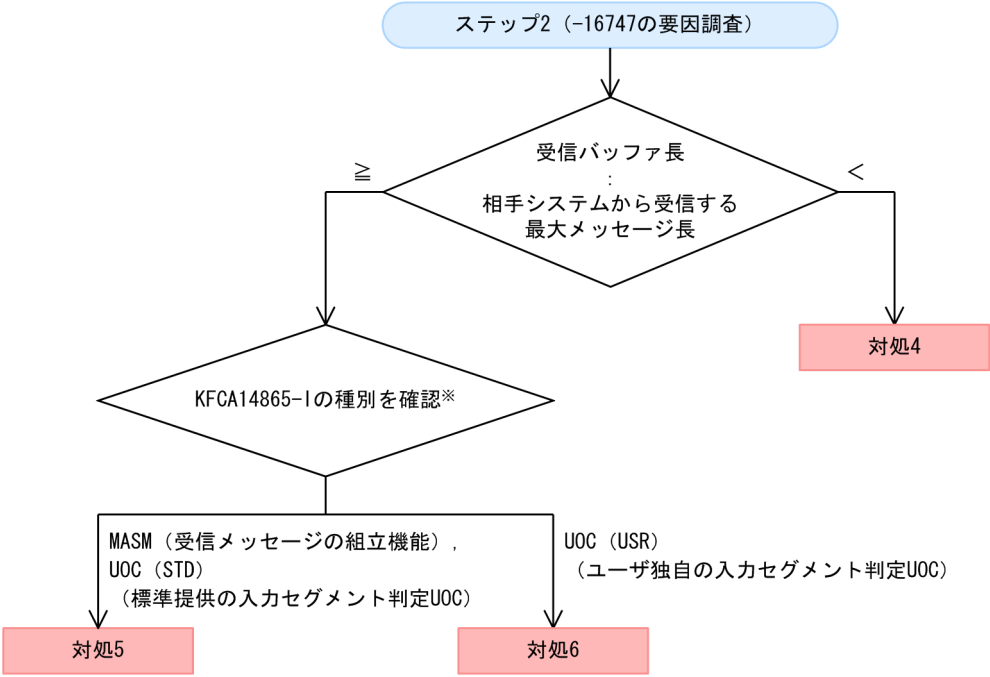 ステップ2（-16747の要因調査）
受信バッファ長
：
相手システムから受信する
最大メッセージ長
≧
＜
対処4
KFCA14865-Iの種別を確認※
MASM（受信メッセージの組立機能）,
UOC（STD）
（標準提供の入力セグメント判定UOC）
UOC（USR）
（ユーザ独自の入力セグメント判定UOC）
対処5
対処6